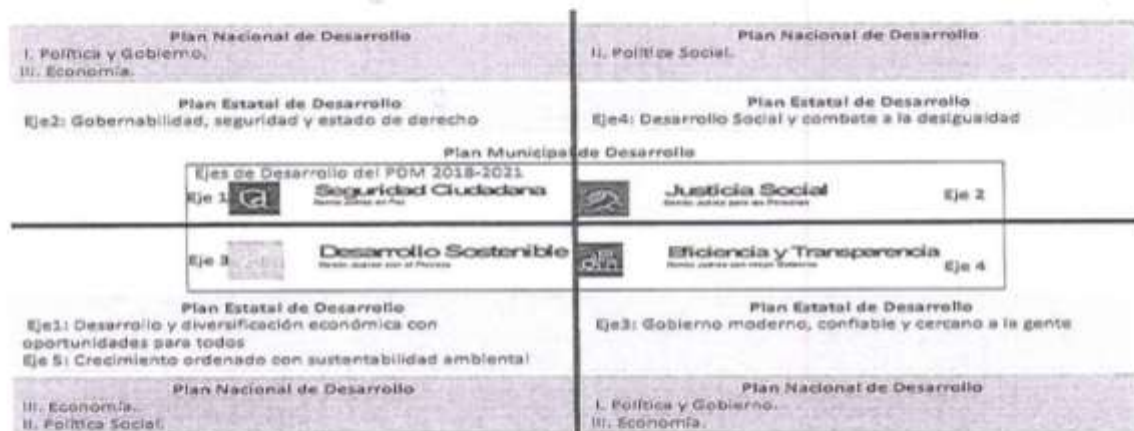 Plan Nacional de Desarrollo
I. Política y Gobierno.
III. Economía.
Plan Nacional de Desarrollo
II. Política Social.
Plan Estatal de Desarrollo
Eje2: Gobernabilidad, seguridad y estado de derecho
Plan Estatal de Desarrollo
Eje4: Desarrollo Social y combate a la desigualdad
Plan Municipal de Desarrollo
Ejes de Desarrollo del PDM 2018-2021
Eje 1 Seguridad Ciudadana
Justicia Social Eje 2
Eje 3 Desarrollo Sostenible
Eficiencia y Transparencia
Eje 4
Plan Estatal de Desarrollo
Eje1: Desarrollo y diversificación económica con
oportunidades para todos
Eje 5: Crecimiento ordenado con sustentabilidad ambiental
Plan Estatal de Desarrollo
Eje3: Gobierno moderno, confiable y cercano a la gente
Plan Nacional de Desarrollo
III. Economía.
II. Política Social.
Plan Nacional de Desarrollo
I. Política y Gobierno.
III. Economía.